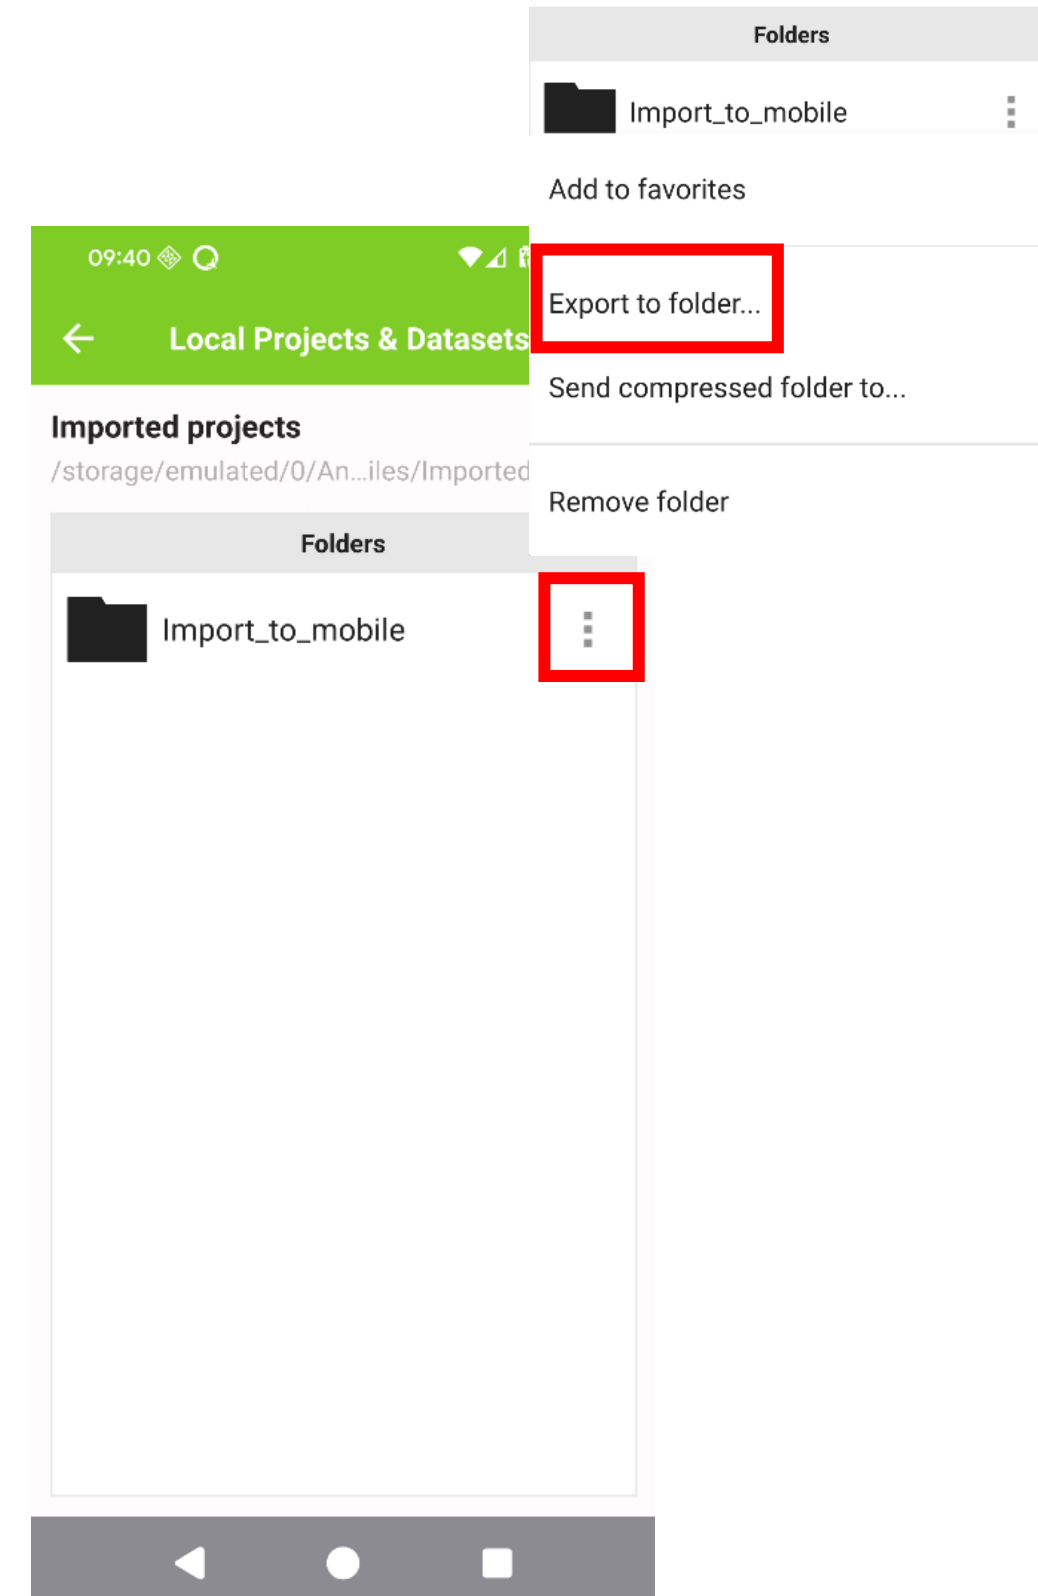 Folders
Import_to_mobile
Add to favorites
Export to folder...
Send compressed folder to...
Remove folder
09:40
Local Projects & Datasets
Imported projects
/storage/emulated/0/An...iles/Imported
Folders
Import_to_mobile